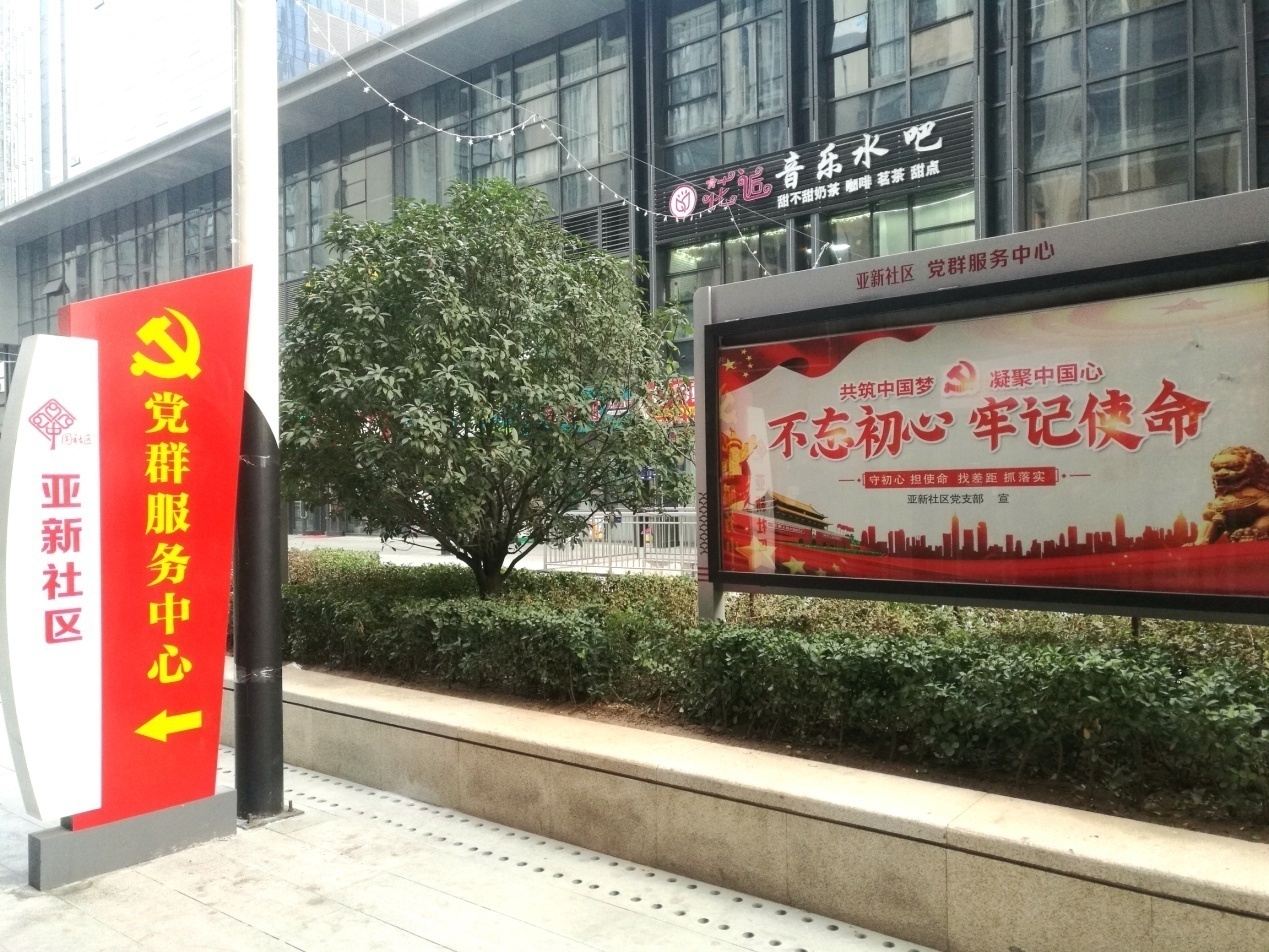 亚新社区
党群服务中心
音乐水吧
甜不甜奶茶 咖啡 茗茶 甜点
亚新社区 党群服务中心
共筑中国梦 凝聚中国心
不忘初心 牢记使命
守初心 担使命 找差距 抓落实
亚新社区党支部 宣